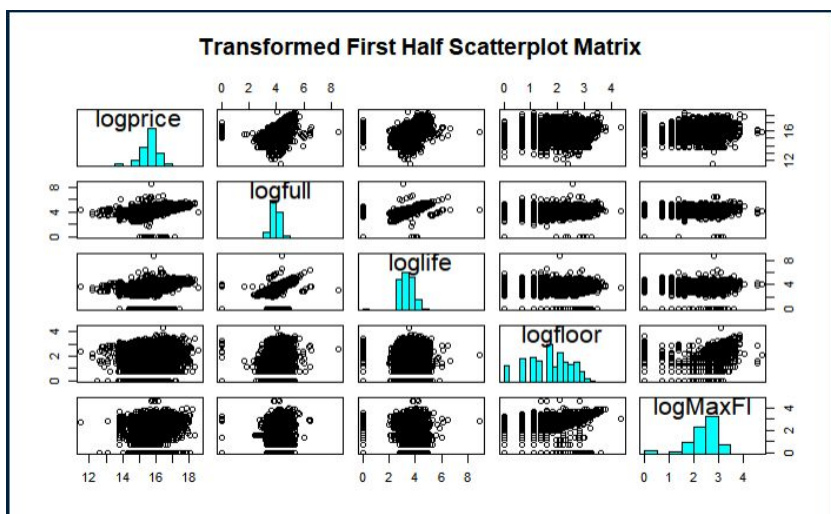 Transformed First Half Scatterplot Matrix
0 2 4 6 8 0 1 2 3 4
logprice
12 16
logfull
0 4 8
loglife
0 4 8
logfloor
0 2 4
logMaxFl
0 2 4
12 14 16 18 0 2 4 6 8 0 1 2 3 4